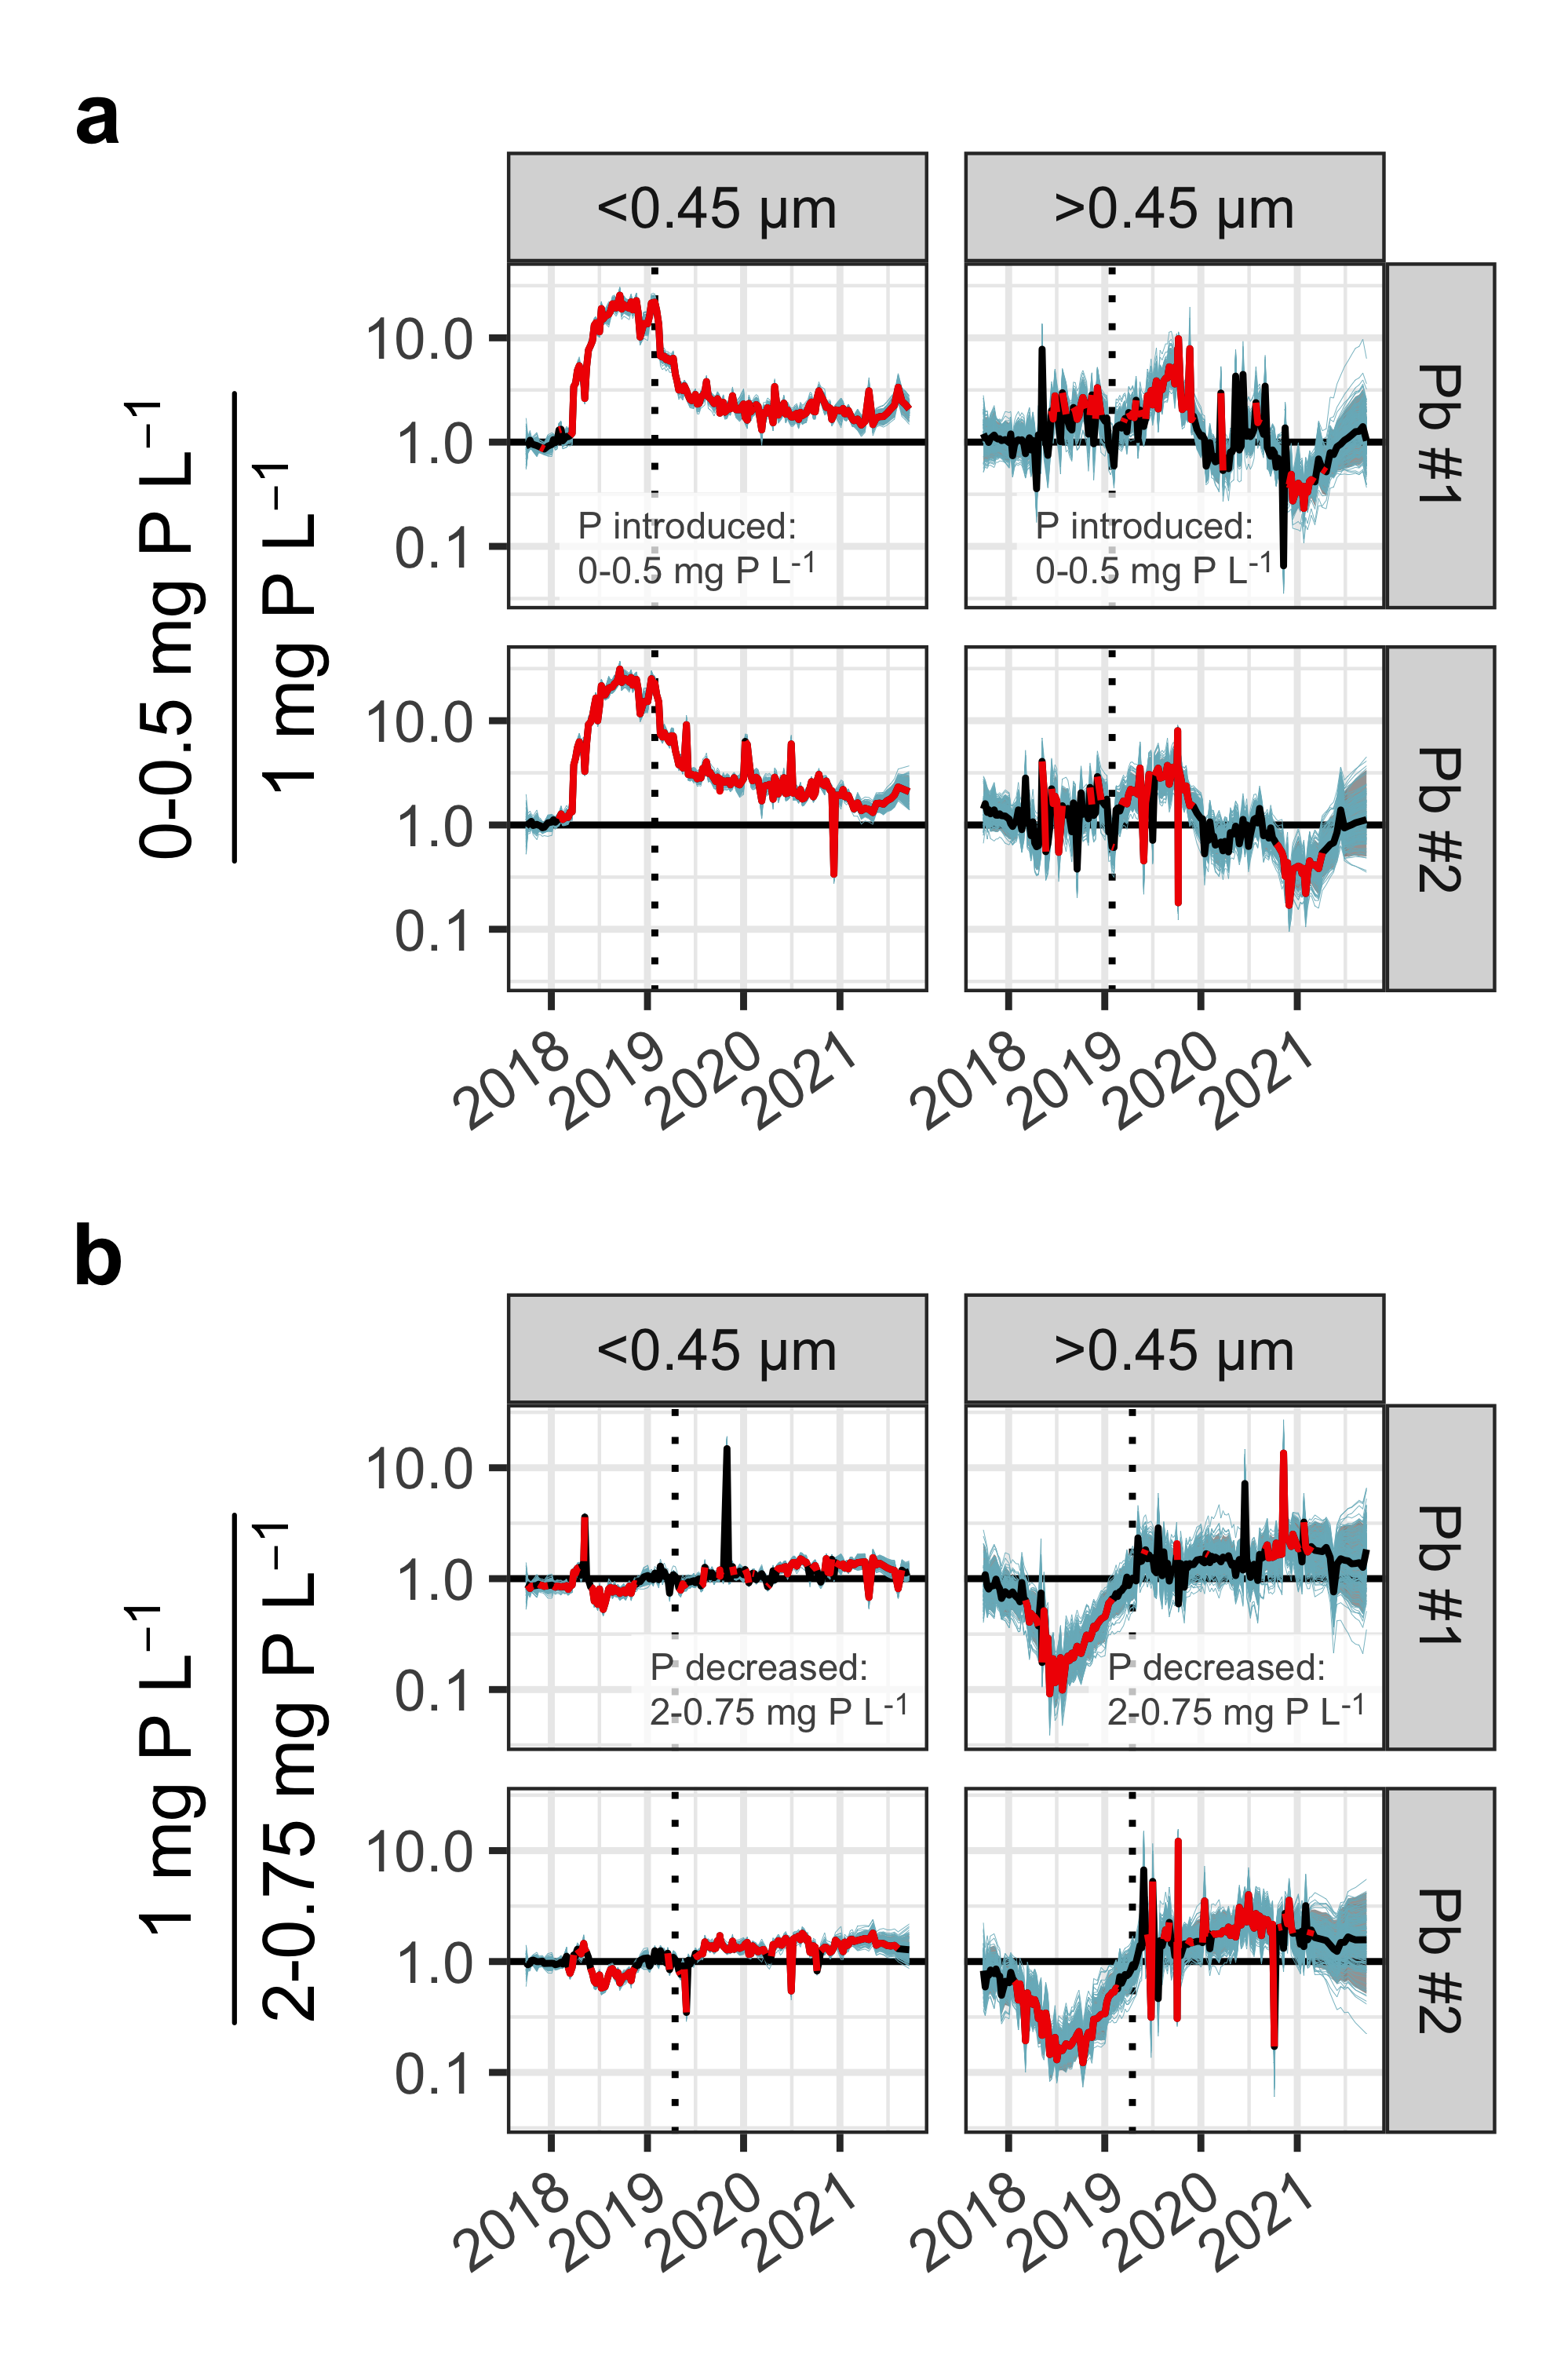 a
0-0.5 mg P L⁻¹
1 mg P L⁻¹
<0.45 µm
>0.45 µm
10.0
1.0
0.1
P introduced:
0-0.5 mg P L⁻¹
P introduced:
0-0.5 mg P L⁻¹
Pb #1
10.0
1.0
0.1
Pb #2
2018
2019
2020
2021
2018
2019
2020
2021
b
1 mg P L⁻¹
2-0.75 mg P L⁻¹
<0.45 µm
>0.45 µm
10.0
1.0
0.1
P decreased:
2-0.75 mg P L⁻¹
P decreased:
2-0.75 mg P L⁻¹
Pb #1
10.0
1.0
0.1
Pb #2
2018
2019
2020
2021
2018
2019
2020
2021